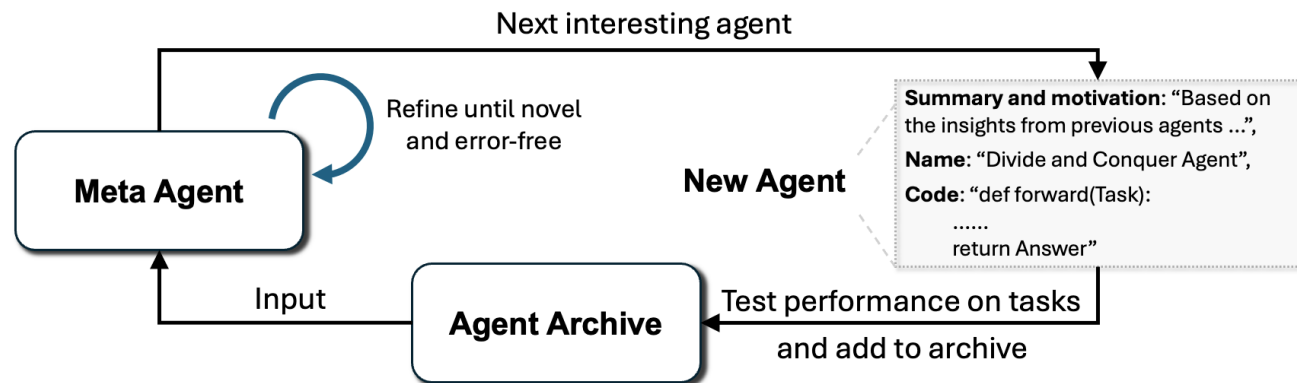 Next interesting agent
Refine until novel
and error-free
Meta Agent
New Agent
Summary and motivation: “Based on
the insights from previous agents ...”,
Name: “Divide and Conquer Agent”,
Code: “def forward(Task):
......
return Answer”
Input
Agent Archive
Test performance on tasks
and add to archive